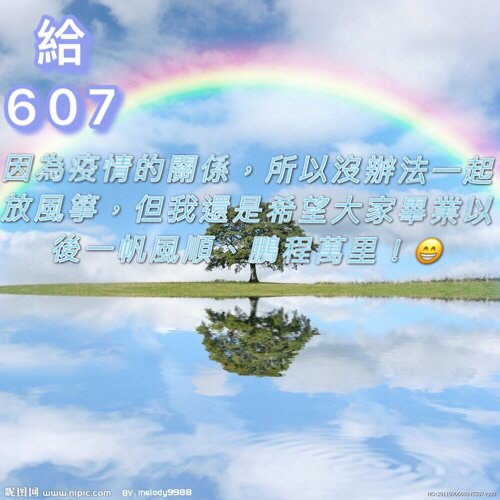 給
607
因為疫情的關係，所以沒辦法一起
放風箏，但我還是希望大家畢業以
後一帆風順 鵬程萬里！😄
昵图网 www.nipic.com BY melody9988